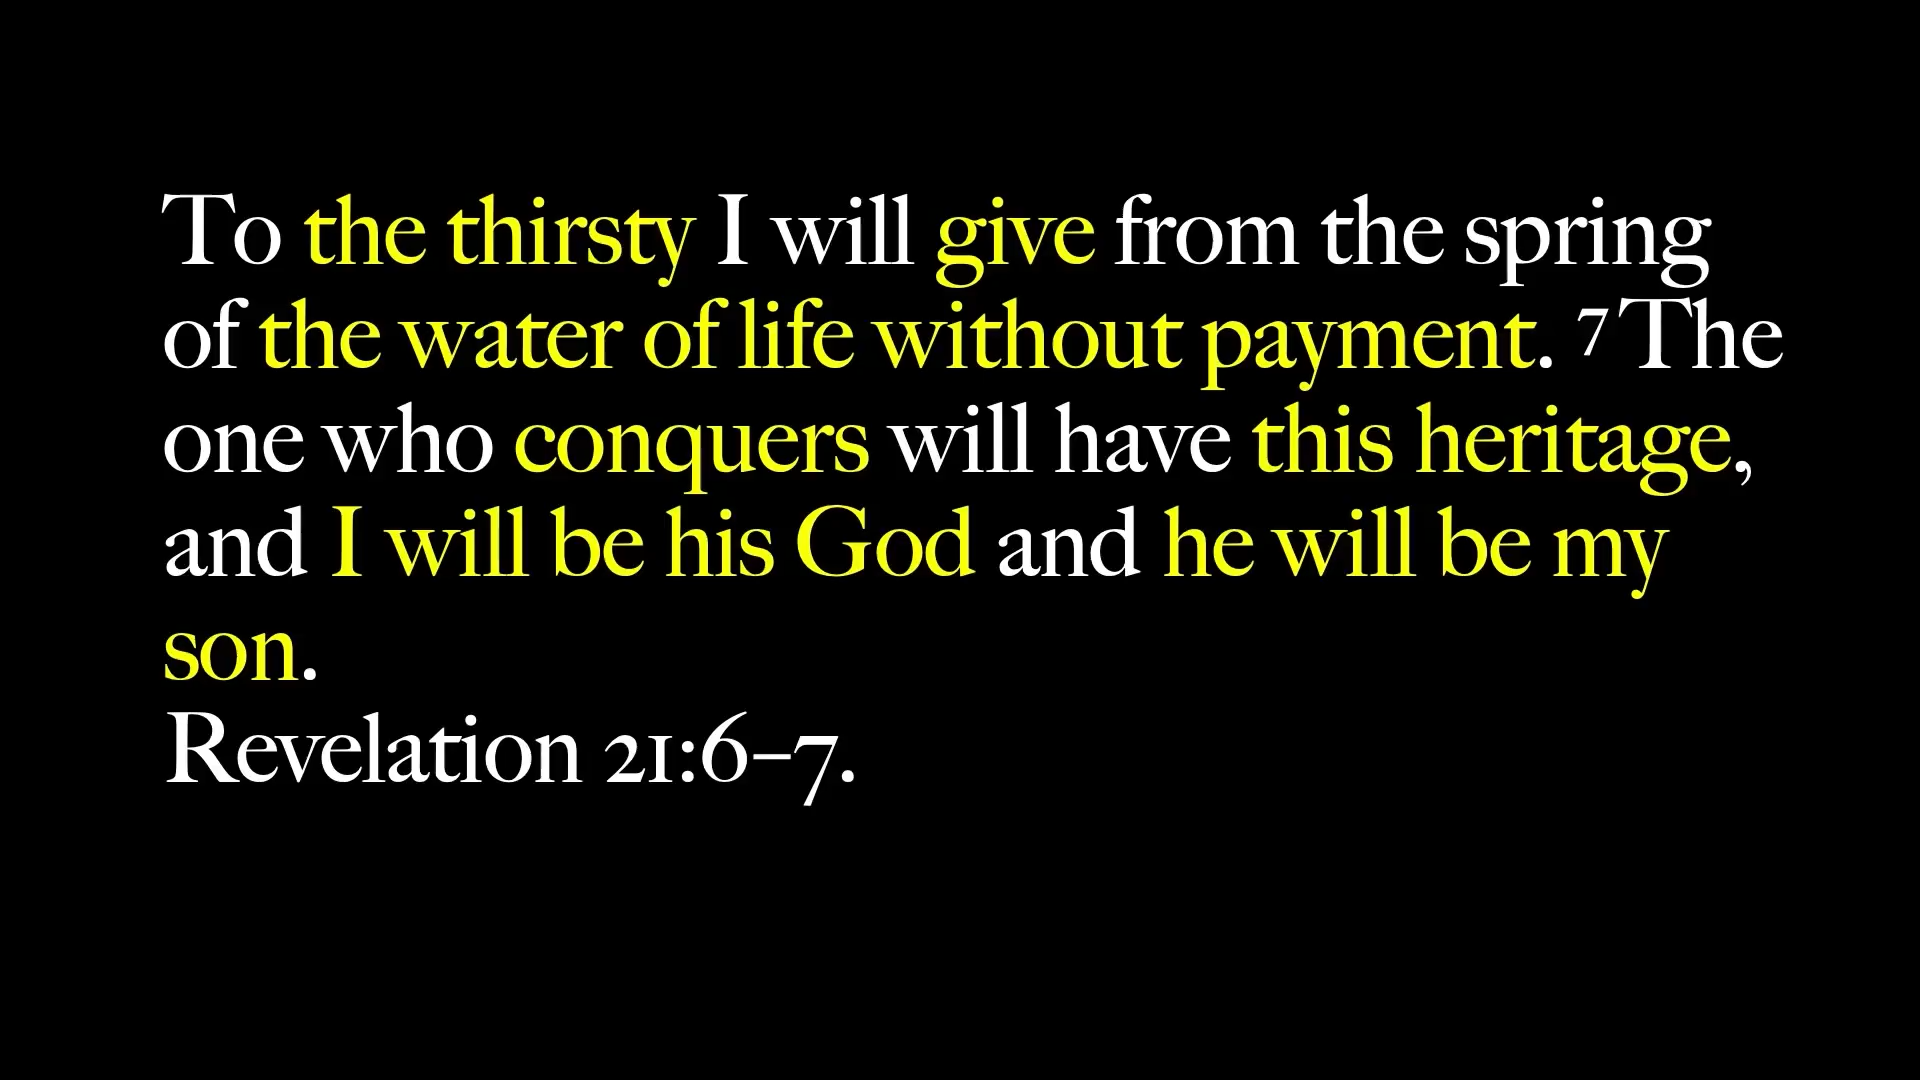 To the thirsty I will give from the spring
of the water of life without payment. ⁷ The
one who conquers will have this heritage,
and I will be his God and he will be my
son.
Revelation 21:6–7.